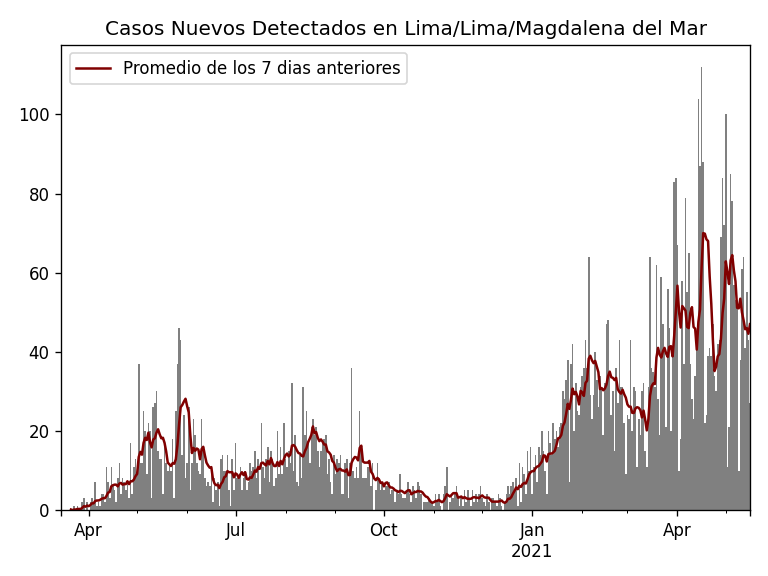 Casos Nuevos Detectados en Lima/Lima/Magdalena del Mar
Promedio de los 7 dias anteriores
100
80
60
40
20
0
Apr Jul Oct Jan Apr
2021